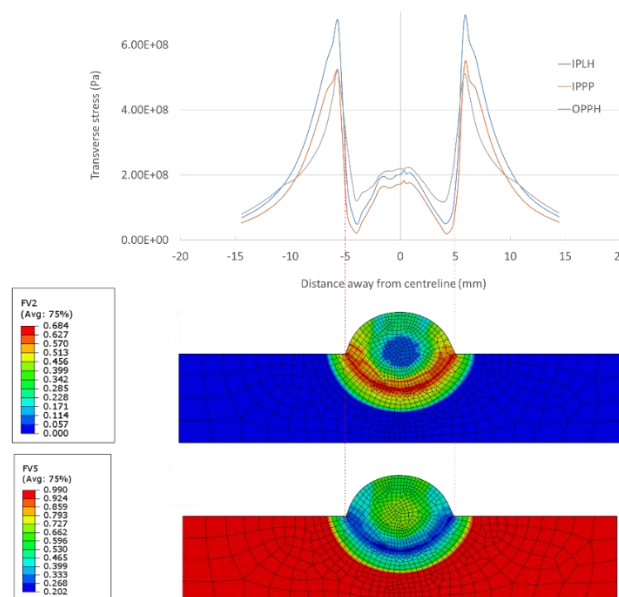 6.00E+08
4.00E+08
2.00E+08
0.00E+00
Transverse stress (Pa)
IPLH
IPPP
OPPH
-20 -15 -10 -5 0 5 10 15 20
Distance away from centreline (mm)
FV2
(Avg: 75%)
0.684
0.627
0.570
0.513
0.456
0.399
0.342
0.285
0.228
0.171
0.114
0.057
0.000
FV5
(Avg: 75%)
0.990
0.924
0.859
0.793
0.727
0.662
0.596
0.530
0.465
0.399
0.333
0.268
0.202